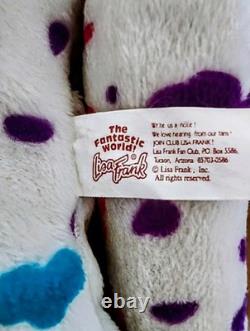 The
Fantastic
World!
Lisa Frank
Write us a note!
We love hearing from our fans!
JOIN CLUB LISA FRANK!
Lisa Frank Fan Club, P.O. Box 5586,
Tucson, Arizona 85703-0586
© Lisa Frank, Inc.
All rights reserved.